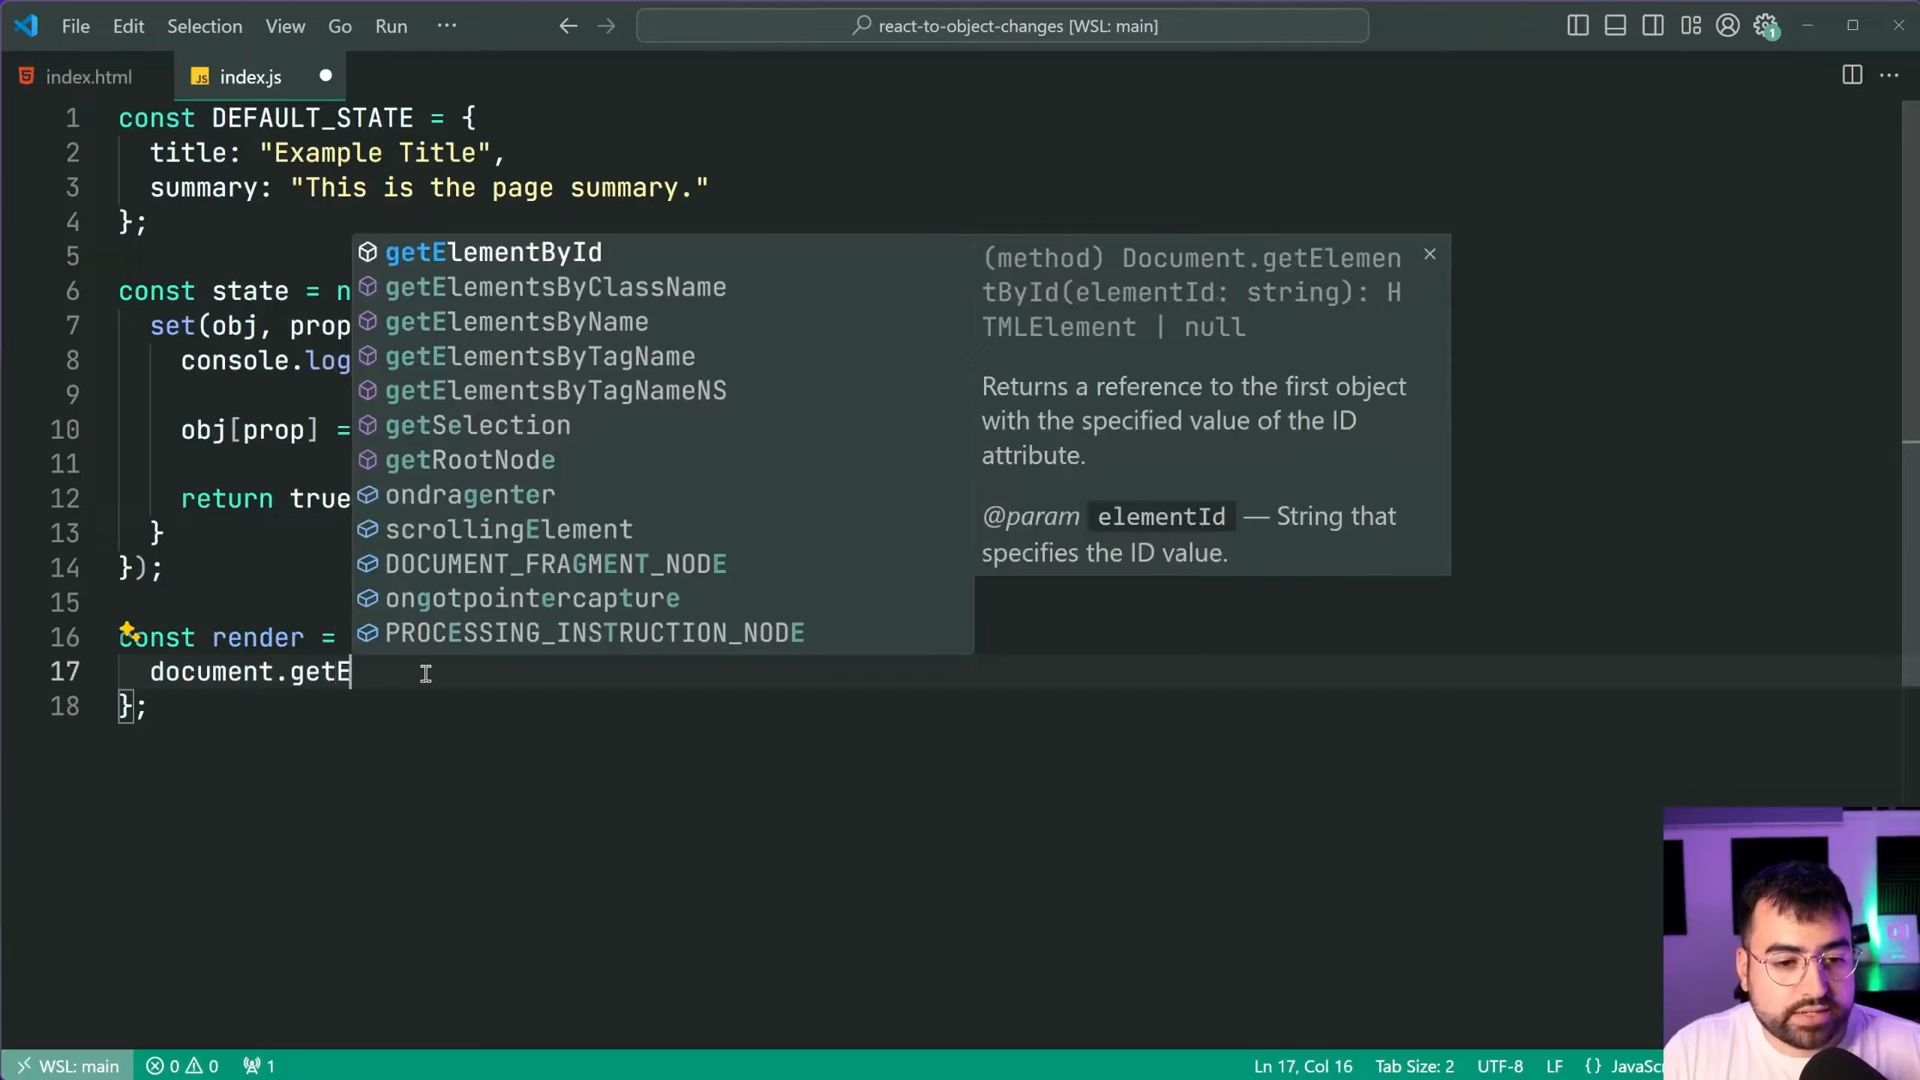 File Edit Selection View Go Run ··· react-to-object-changes [WSL: main] 1
index.html JS index.js
1 const DEFAULT_STATE = {
2 title: "Example Title",
3 summary: "This is the page summary."
4 };
5
6 const state = n
7 set(obj, prop
8 console.log
9
10 obj[prop] =
11
12 return true
13 }
14 });
15
16 const render =
17 document.getE
18 };
getElementById
getElementsByClassName
getElementsByName
getElementsByTagName
getElementsByTagNameNS
getSelection
getRootNode
ondragenter
scrollingElement
DOCUMENT_FRAGMENT_NODE
ongotpointercapture
PROCESSING_INSTRUCTION_NODE
(method) Document.getElemen
tById(elementId: string): H
TMLElement | null
Returns a reference to the first object
with the specified value of the ID
attribute.
@param elementId — String that
specifies the ID value.
WSL: main 0 0 1 Ln 17, Col 16 Tab Size: 2 UTF-8 LF {} JavaSc